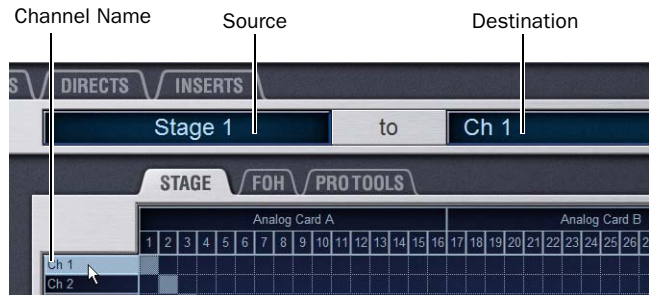 Channel Name Source Destination
S DIRECTS INSERTS
Stage 1 to Ch 1
STAGE FOH PRO TOOLS
Analog Card A Analog Card B
1 2 3 4 5 6 7 8 9 10 11 12 13 14 15 16 17 18 19 20 21 22 23 24 25 26 2
Ch 1
Ch 2